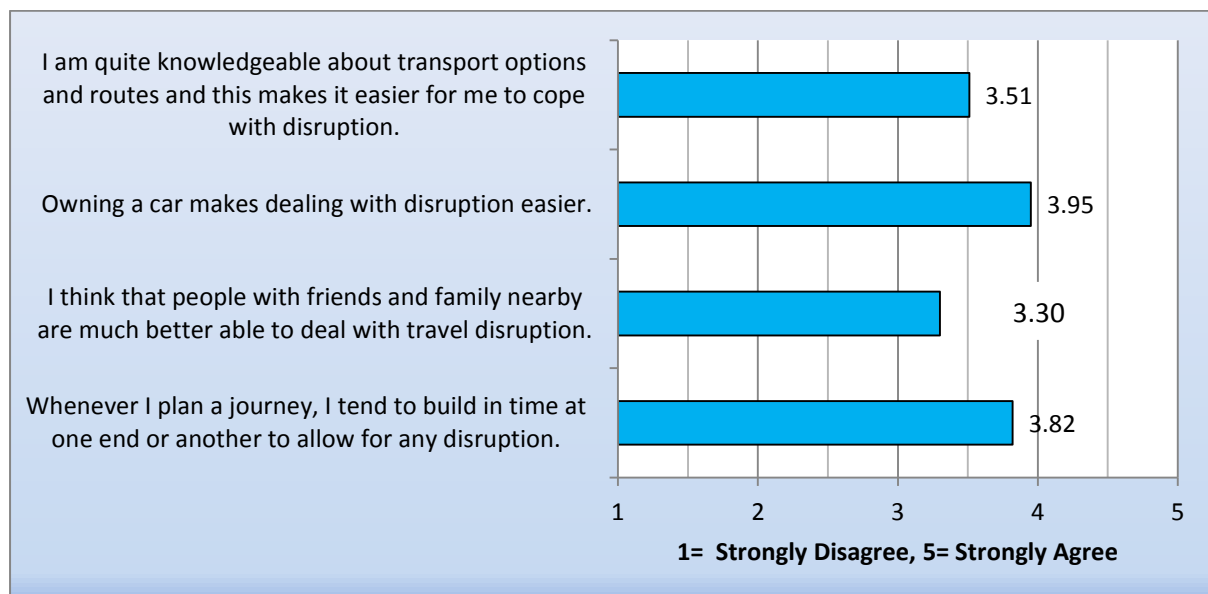 I am quite knowledgeable about transport options
and routes and this makes it easier for me to cope
with disruption.
3.51
Owning a car makes dealing with disruption easier.
3.95
I think that people with friends and family nearby
are much better able to deal with travel disruption.
3.30
Whenever I plan a journey, I tend to build in time at
one end or another to allow for any disruption.
3.82
1 2 3 4 5
1=  Strongly Disagree, 5= Strongly Agree